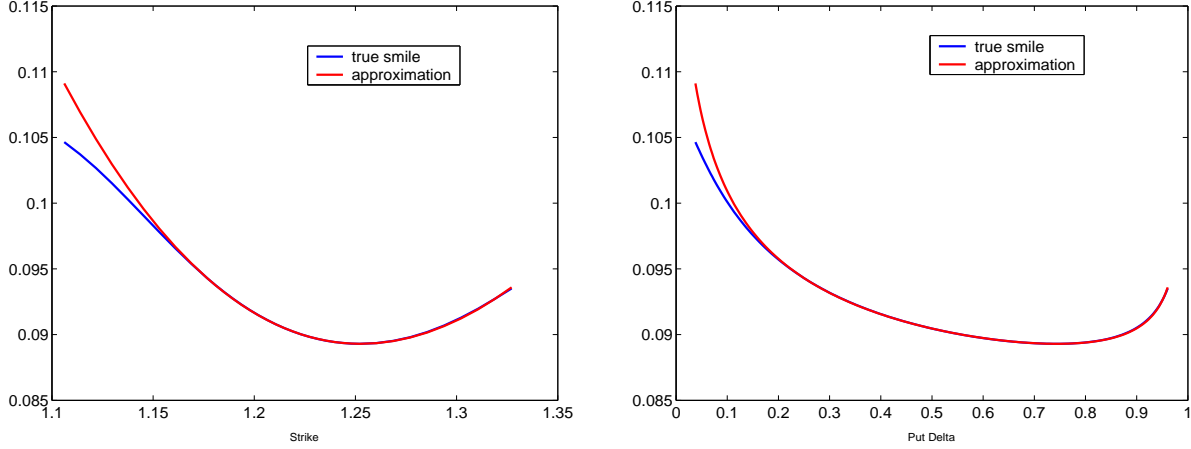 0.115
0.11
0.105
0.1
0.095
0.09
0.085
1.1 1.15 1.2 1.25 1.3 1.35
Strike
true smile
approximation
0.115
0.11
0.105
0.1
0.095
0.09
0.085
0 0.1 0.2 0.3 0.4 0.5 0.6 0.7 0.8 0.9 1
Put Delta
true smile
approximation